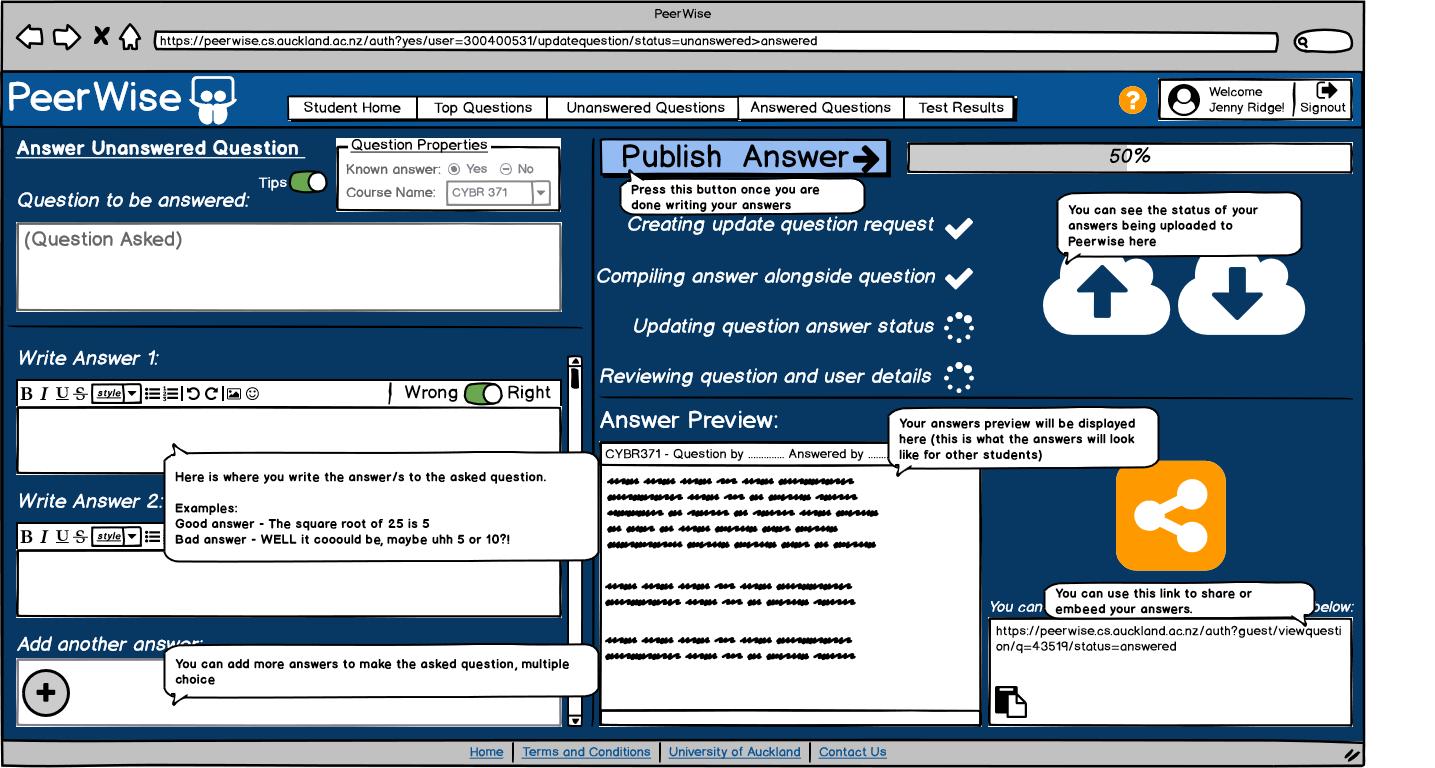 PeerWise
https://peerwise.cs.auckland.ac.nz/auth?yes/user=300400531/updatequestion/status=unanswered>answered
PeerWise
Student Home
Top Questions
Unanswered Questions
Answered Questions
Test Results
?
Welcome
Jenny Ridge!
Signout
Answer Unanswered Question
Tips
Question Properties
Known answer: Yes No
Course Name: CYBR 371
Question to be answered:
(Question Asked)
Write Answer 1:
B I U S style
Wrong Right
Here is where you write the answer/s to the asked question.
Examples:
Good answer - The square root of 25 is 5
Bad answer - WELL it cooould be, maybe uhh 5 or 10?!
Write Answer 2:
B I U S style
Add another answer:
You can add more answers to make the asked question, multiple
choice
Publish Answer
50%
Press this button once you are
done writing your answers
Creating update question request
Compiling answer alongside question
Updating question answer status
Reviewing question and user details
You can see the status of your
answers being uploaded to
Peerwise here
Answer Preview:
Your answers preview will be displayed
here (this is what the answers will look
like for other students)
CYBR371 - Question by .............. Answered by .......
You can use this link to share or
embeed your answers.
You can below:
https://peerwise.cs.auckland.ac.nz/auth?guest/viewquesti
on/q=43519/status=answered
Home
Terms and Conditions
University of Auckland
Contact Us